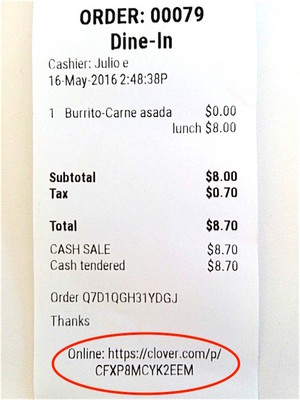 ORDER: 00079
Dine-In
Cashier: Julio e
16-May-2016 2:48:38P
1 Burrito-Carne asada $0.00
lunch $8.00
Subtotal $8.00
Tax $0.70
Total $8.70
CASH SALE $8.70
Cash tendered $8.70
Order Q7D1QGH31YDGJ
Thanks
Online: https://clover.com/p/
CFXP8MCYK2EEM